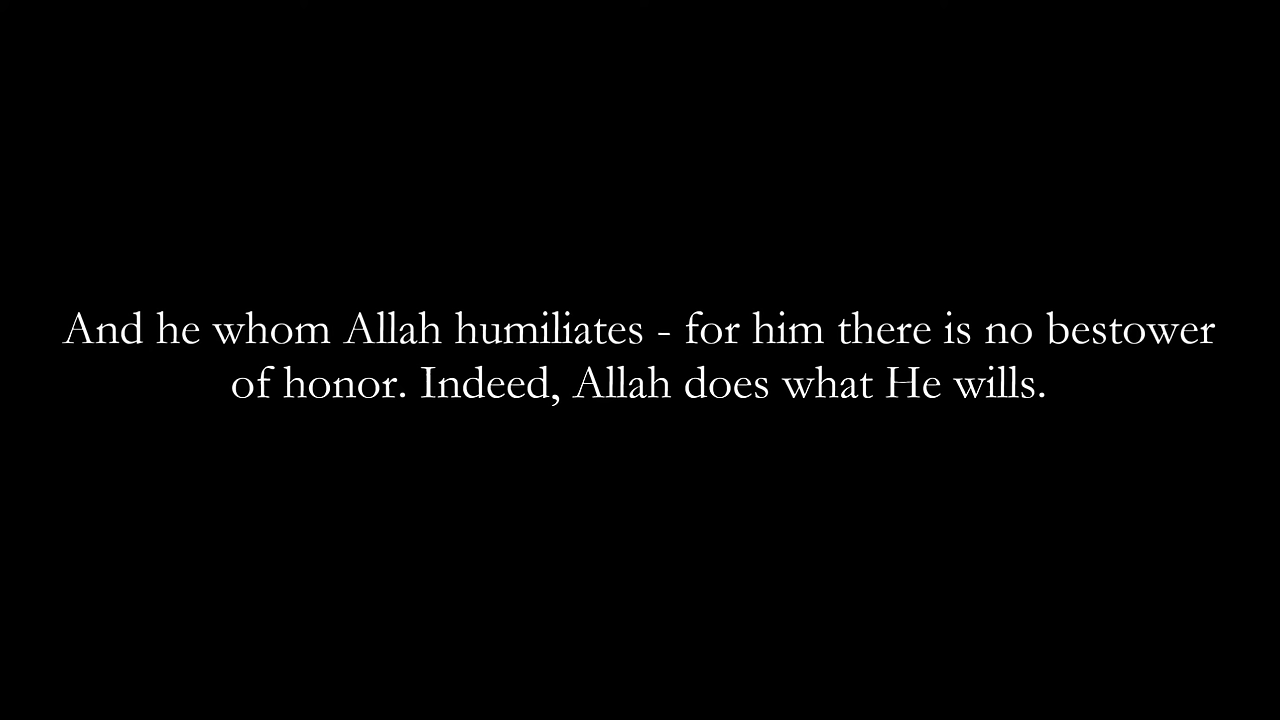 And he whom Allah humiliates - for him there is no bestower
of honor. Indeed, Allah does what He wills.